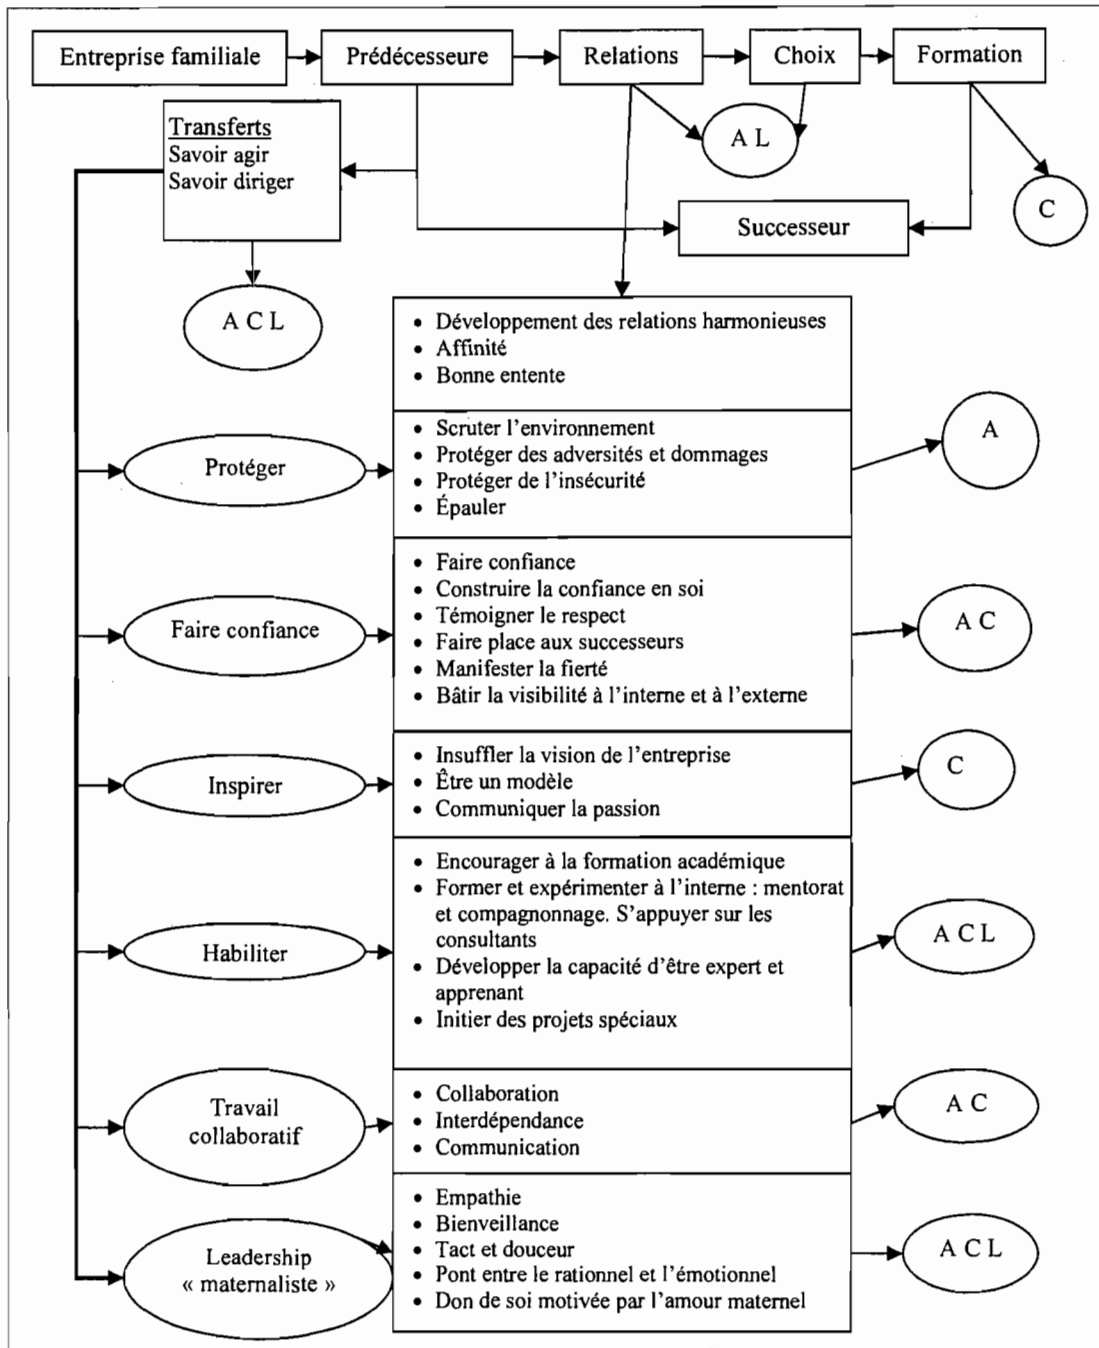 Entreprise familiale
Prédécesseure
Relations
Choix
Formation
Transferts
Savoir agir
Savoir diriger
A L
C
Successeur
A C L
• Développement des relations harmonieuses
• Affinité
• Bonne entente
Protéger
• Scruter l'environnement
• Protéger des adversités et dommages
• Protéger de l'insécurité
• Épauler
A
Faire confiance
• Faire confiance
• Construire la confiance en soi
• Témoigner le respect
• Faire place aux successeurs
• Manifester la fierté
• Bâtir la visibilité à l'interne et à l'externe
A C
Inspirer
• Insuffler la vision de l'entreprise
• Être un modèle
• Communiquer la passion
C
Habiliter
• Encourager à la formation académique
• Former et expérimenter à l'interne : mentorat
et compagnonnage. S'appuyer sur les
consultants
• Développer la capacité d'être expert et
apprenant
• Initier des projets spéciaux
A C L
Travail
collaboratif
• Collaboration
• Interdépendance
• Communication
A C
Leadership
« maternaliste »
• Empathie
• Bienveillance
• Tact et douceur
• Pont entre le rationnel et l'émotionnel
• Don de soi motivée par l'amour maternel
A C L